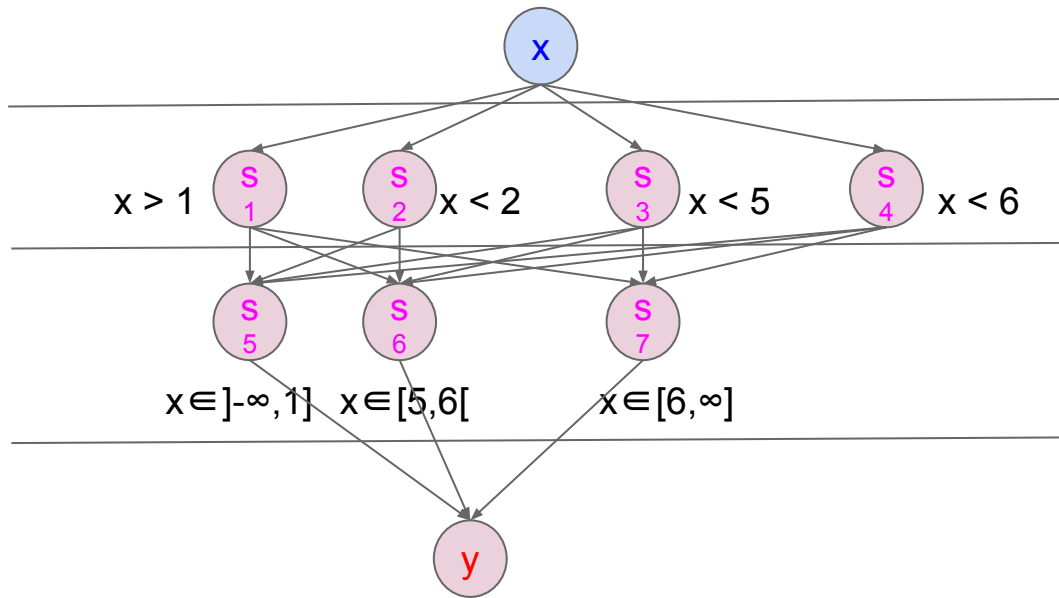 x
s
1
s
2
s
3
s
4
x > 1
x < 2
x < 5
x < 6
s
5
s
6
s
7
x∈]-∞,1]
x∈[5,6[
x∈[6,∞]
y